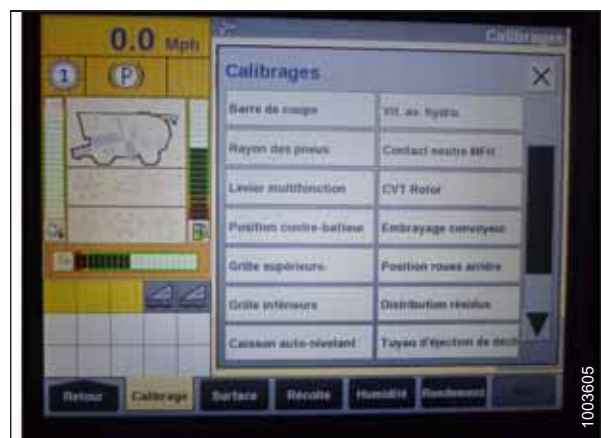 0.0 Mph
Calibrages
1
P
Calibrages
Barre de coupe
Vit. av. hydro.
Rayon des pneus
Contact neutre MFH
Levier multifonction
CVT Rotor
Position contre-batteur
Embrayage convoyeur
Grille supérieure.
Position roues arrière
Grille inférieure
Distribution résidus
Caisson auto-nivelant
Tuyau d'éjection de déch
Retour
Calibrage
Surface
Récolte
Humidité
Rendement
1003605